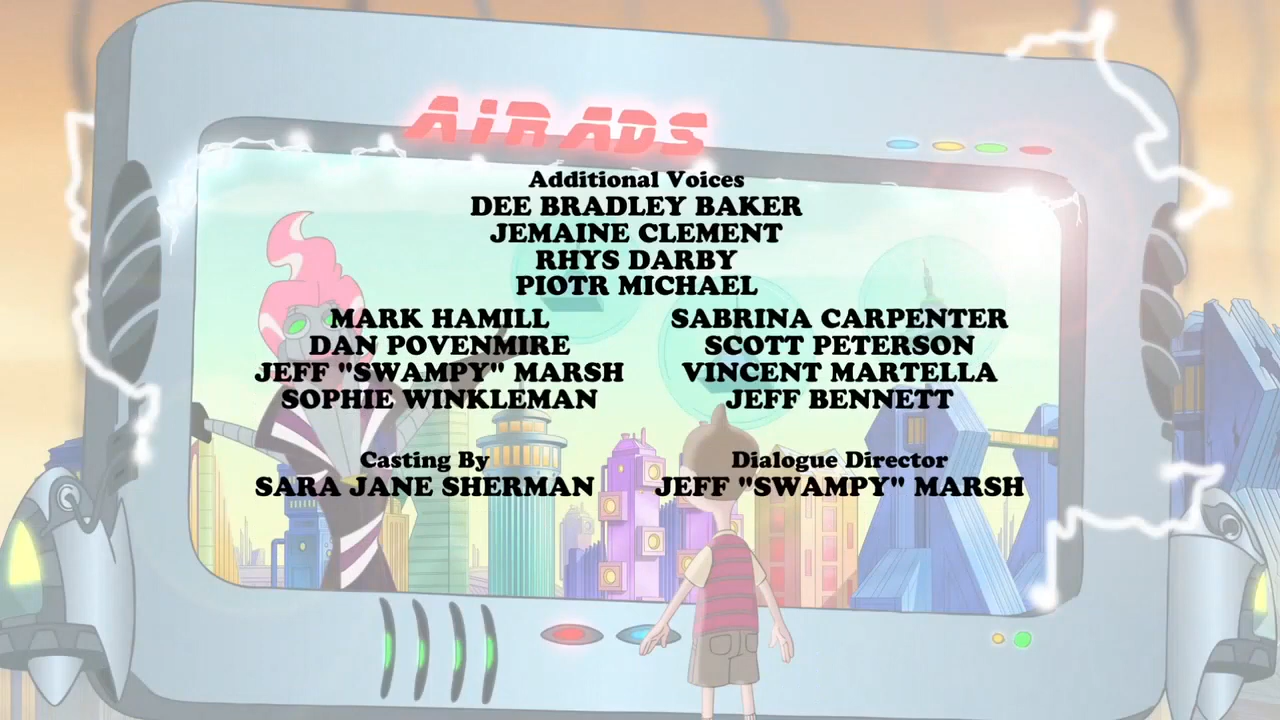 AIR ADS
Additional Voices
DEE BRADLEY BAKER
JEMAINE CLEMENT
RHYS DARBY
PIOTR MICHAEL
MARK HAMILL
DAN POVENMIRE
JEFF "SWAMPY" MARSH
SOPHIE WINKLEMAN
SABRINA CARPENTER
SCOTT PETERSON
VINCENT MARTELLA
JEFF BENNETT
Casting By
SARA JANE SHERMAN
Dialogue Director
JEFF "SWAMPY" MARSH